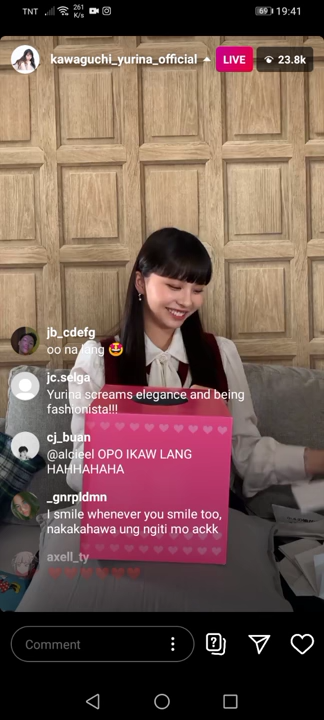 TNT
261
K/s
69
19:41
kawaguchi_yurina_official
LIVE
23.8k
jb_cdefg
oo na lang 🤩
jc.selga
Yurina screams elegance and being
fashionista!!!
cj_buan
@alcieel OPO IKAW LANG
HAHHAHAHA
_gnrpldmn
I smile whenever you smile too,
nakakahawa ung ngiti mo ackk
axell_ty
❤️❤️❤️❤️❤️❤️
Comment